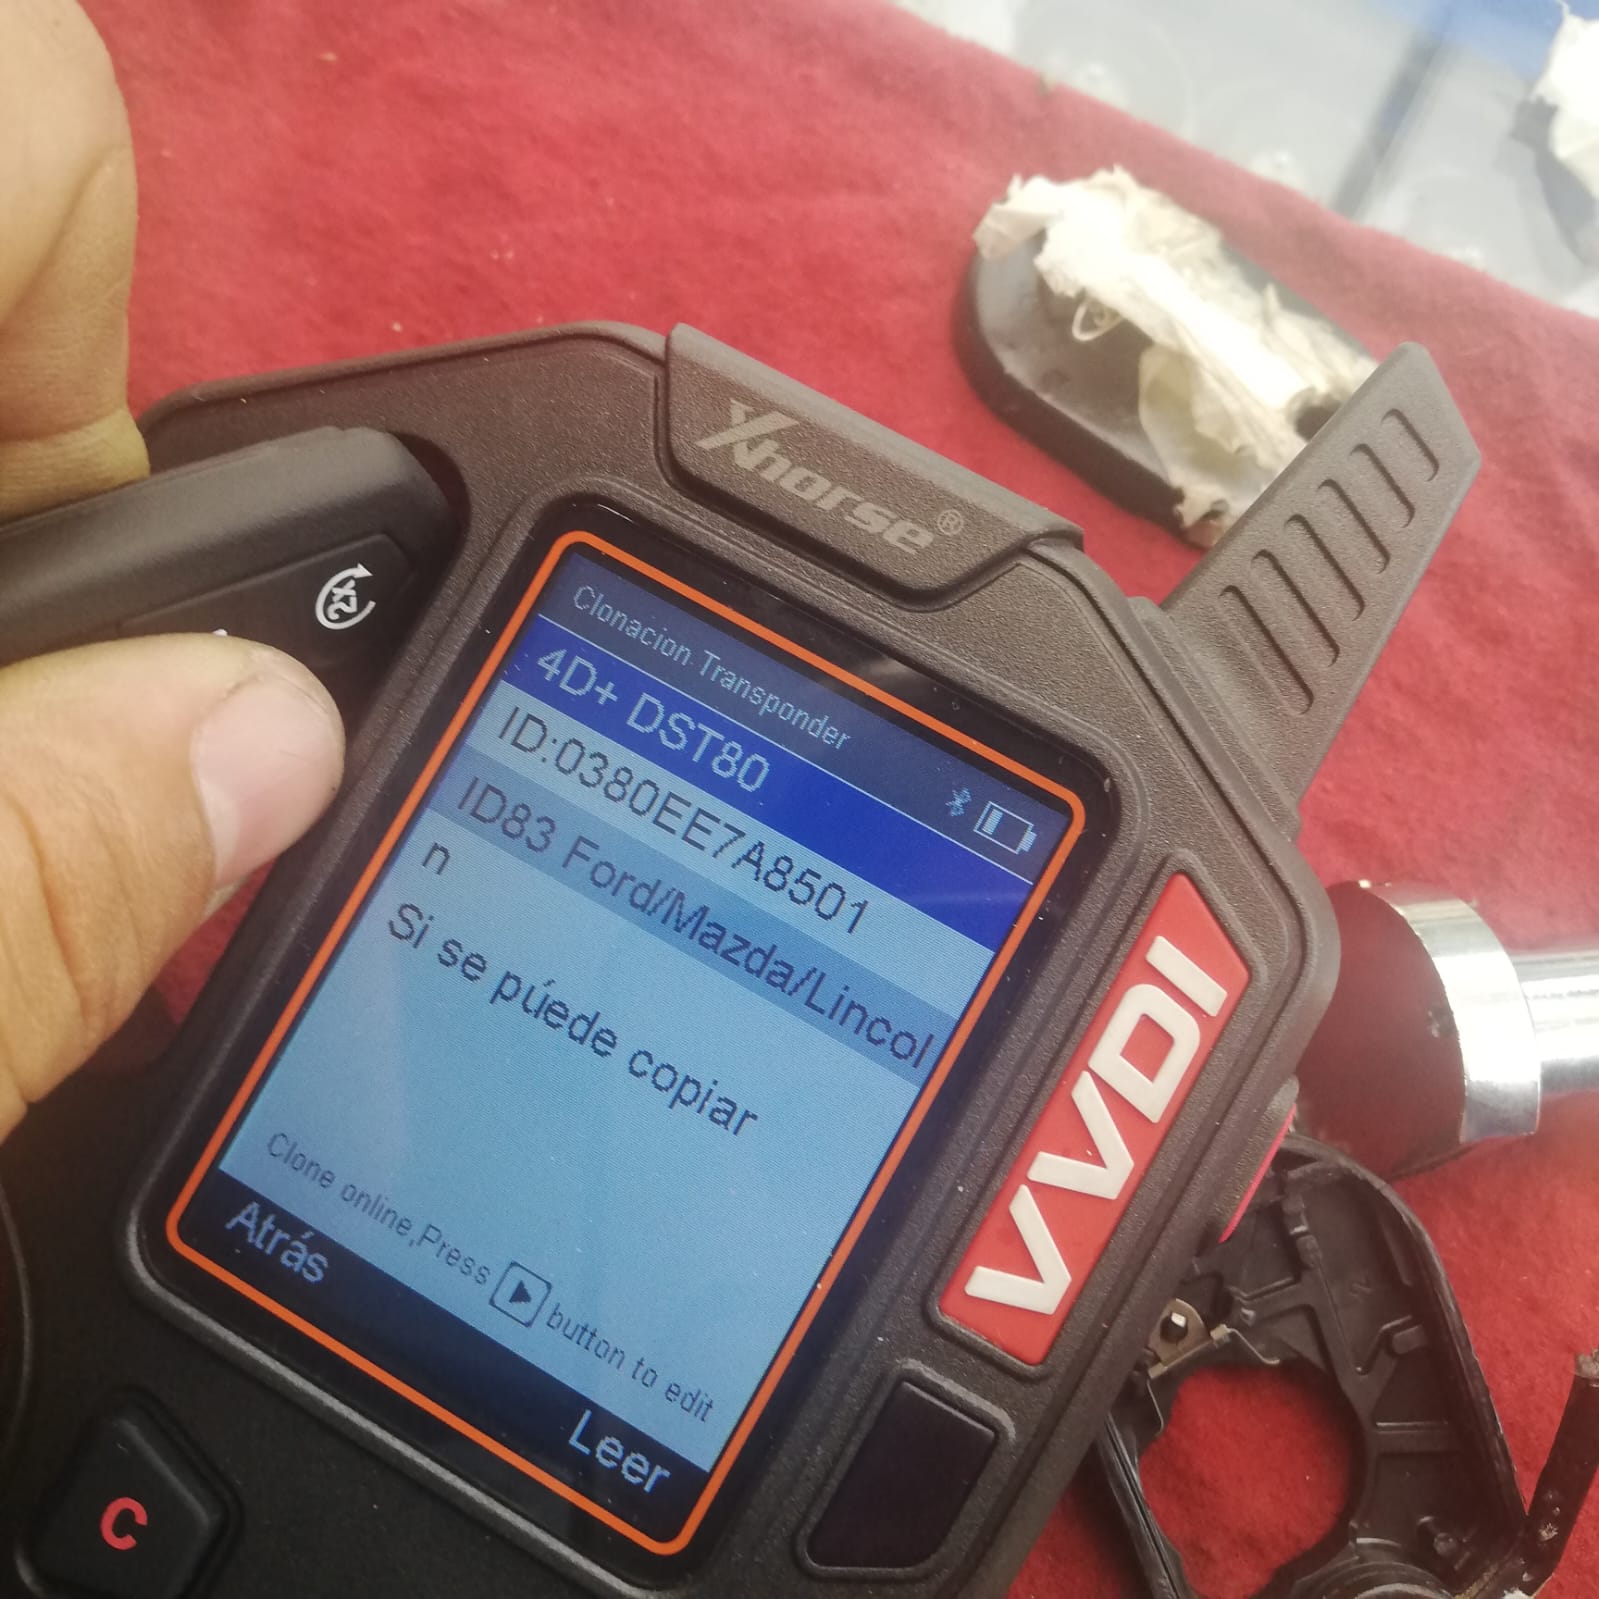 Xhorse®
x2
Clonacion Transponder
4D+ DST80
ID:0380EE7A8501
ID83 Ford/Mazda/Lincol
n
Si se púede copiar
Clone online,Press
button to edit
Atrás
Leer
VVDI
C